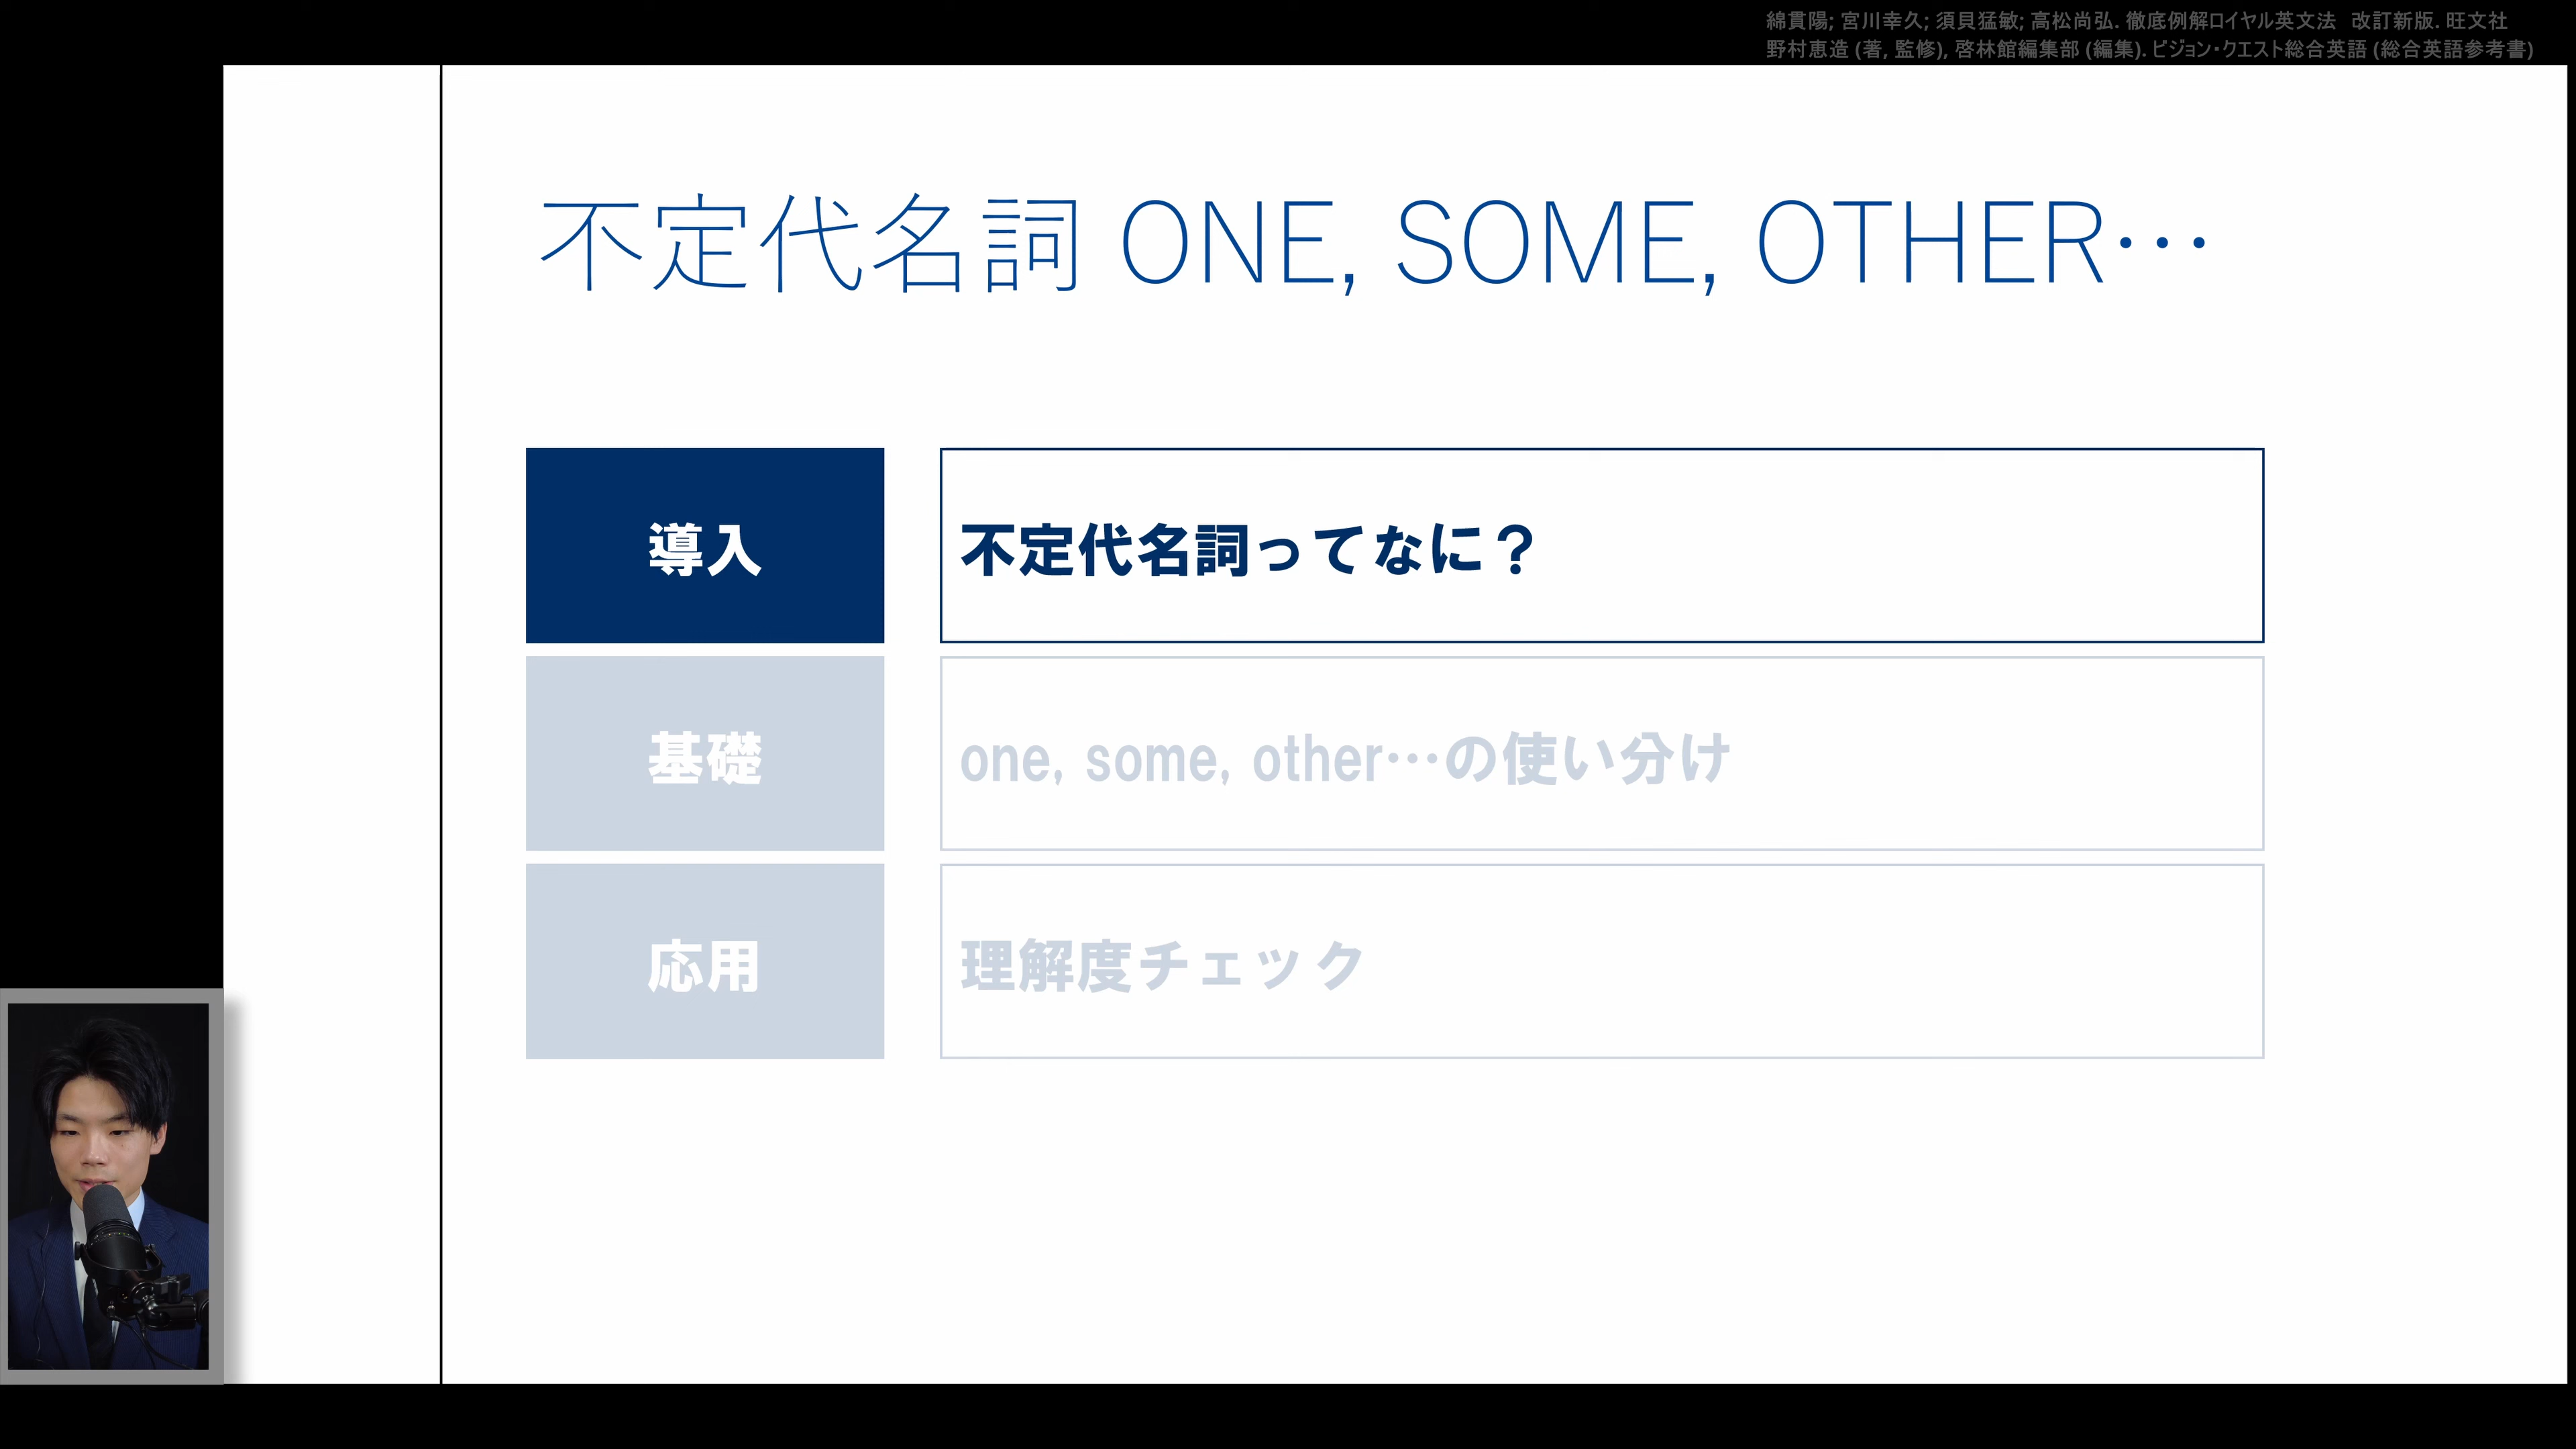 綿貫陽; 宮川幸久; 須貝猛敏; 高松尚弘. 徹底例解ロイヤル英文法　改訂新版. 旺文社
野村恵造 (著, 監修), 啓林館編集部 (編集). ビジョン・クエスト総合英語 (総合英語参考書)
不定代名詞 ONE, SOME, OTHER…
導入
不定代名詞ってなに？
基礎
one, some, other…の使い分け
応用
理解度チェック